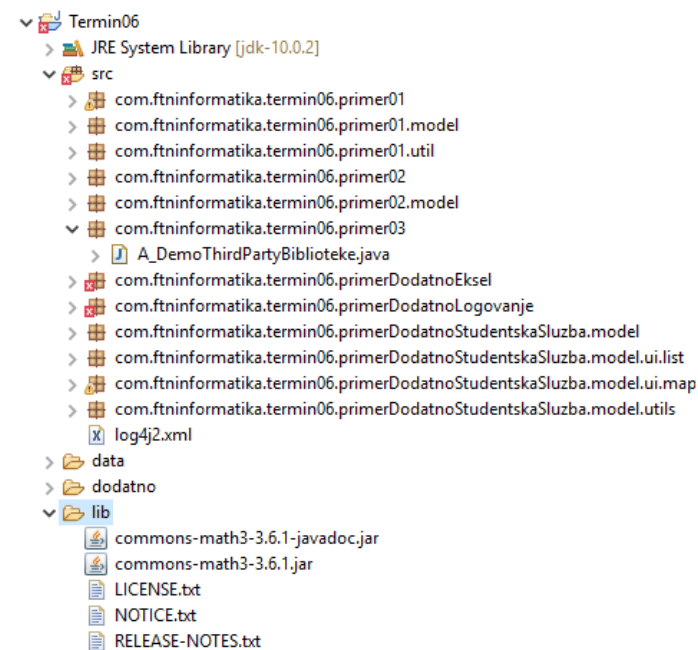 Termin06
JRE System Library [jdk-10.0.2]
src
com.ftninformatika.termin06.primer01
com.ftninformatika.termin06.primer01.model
com.ftninformatika.termin06.primer01.util
com.ftninformatika.termin06.primer02
com.ftninformatika.termin06.primer02.model
com.ftninformatika.termin06.primer03
A_DemoThirdPartyBiblioteke.java
com.ftninformatika.termin06.primerDodatnoEksel
com.ftninformatika.termin06.primerDodatnoLogovanje
com.ftninformatika.termin06.primerDodatnoStudentskaSluzba.model
com.ftninformatika.termin06.primerDodatnoStudentskaSluzba.model.ui.list
com.ftninformatika.termin06.primerDodatnoStudentskaSluzba.model.ui.map
com.ftninformatika.termin06.primerDodatnoStudentskaSluzba.model.utils
log4j2.xml
data
dodatno
lib
commons-math3-3.6.1-javadoc.jar
commons-math3-3.6.1.jar
LICENSE.txt
NOTICE.txt
RELEASE-NOTES.txt